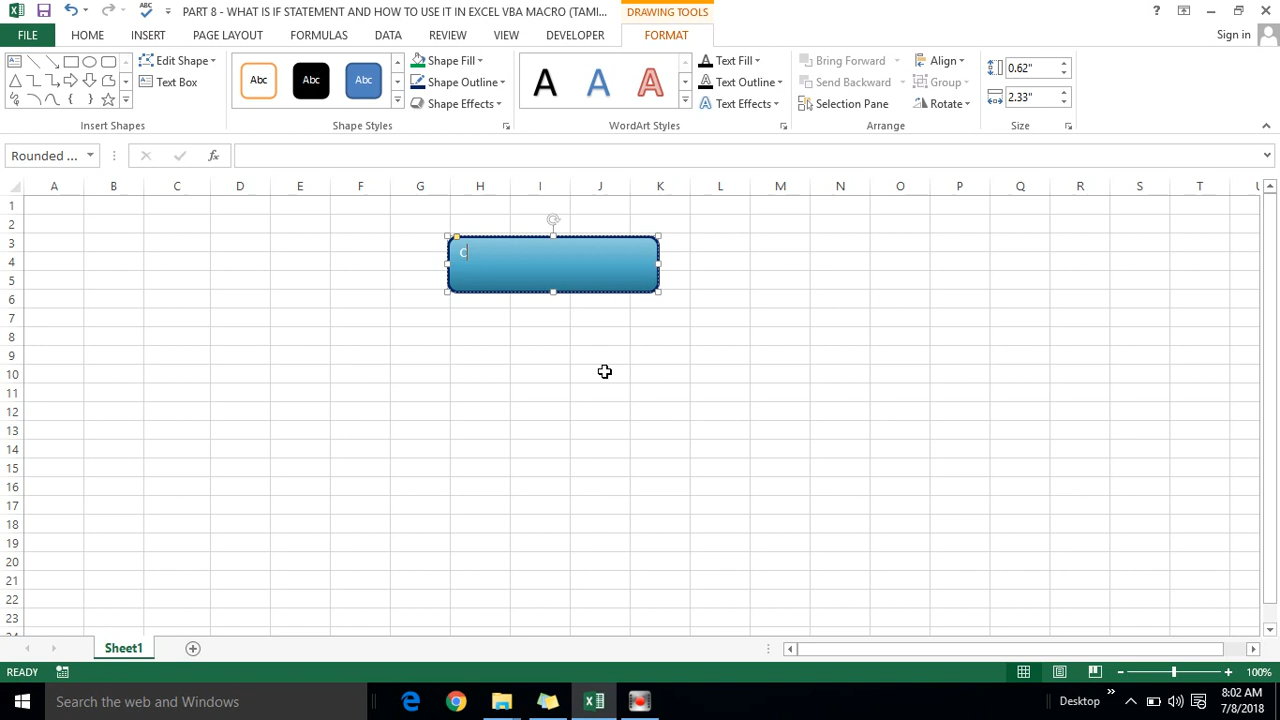 PART 8 - WHAT IS IF STATEMENT AND HOW TO USE IT IN EXCEL VBA MACRO (TAMI...
DRAWING TOOLS
?
Sign in
FILE HOME INSERT PAGE LAYOUT FORMULAS DATA REVIEW VIEW DEVELOPER FORMAT
Edit Shape
Text Box
Insert Shapes
Abc Abc Abc
Shape Fill
Shape Outline
Shape Effects
Shape Styles
A A A
Text Fill
Text Outline
Text Effects
WordArt Styles
Bring Forward
Send Backward
Selection Pane
Align
Group
Rotate
Arrange
0.62"
2.33"
Size
Rounded ...
fx
A B C D E F G H I J K L M N O P Q R S T U
1
2
3
4
5
6
7
8
9
10
11
12
13
14
15
16
17
18
19
20
21
22
23
24
C
Sheet1
READY
100%
Search the web and Windows
Desktop
8:02 AM
7/8/2018